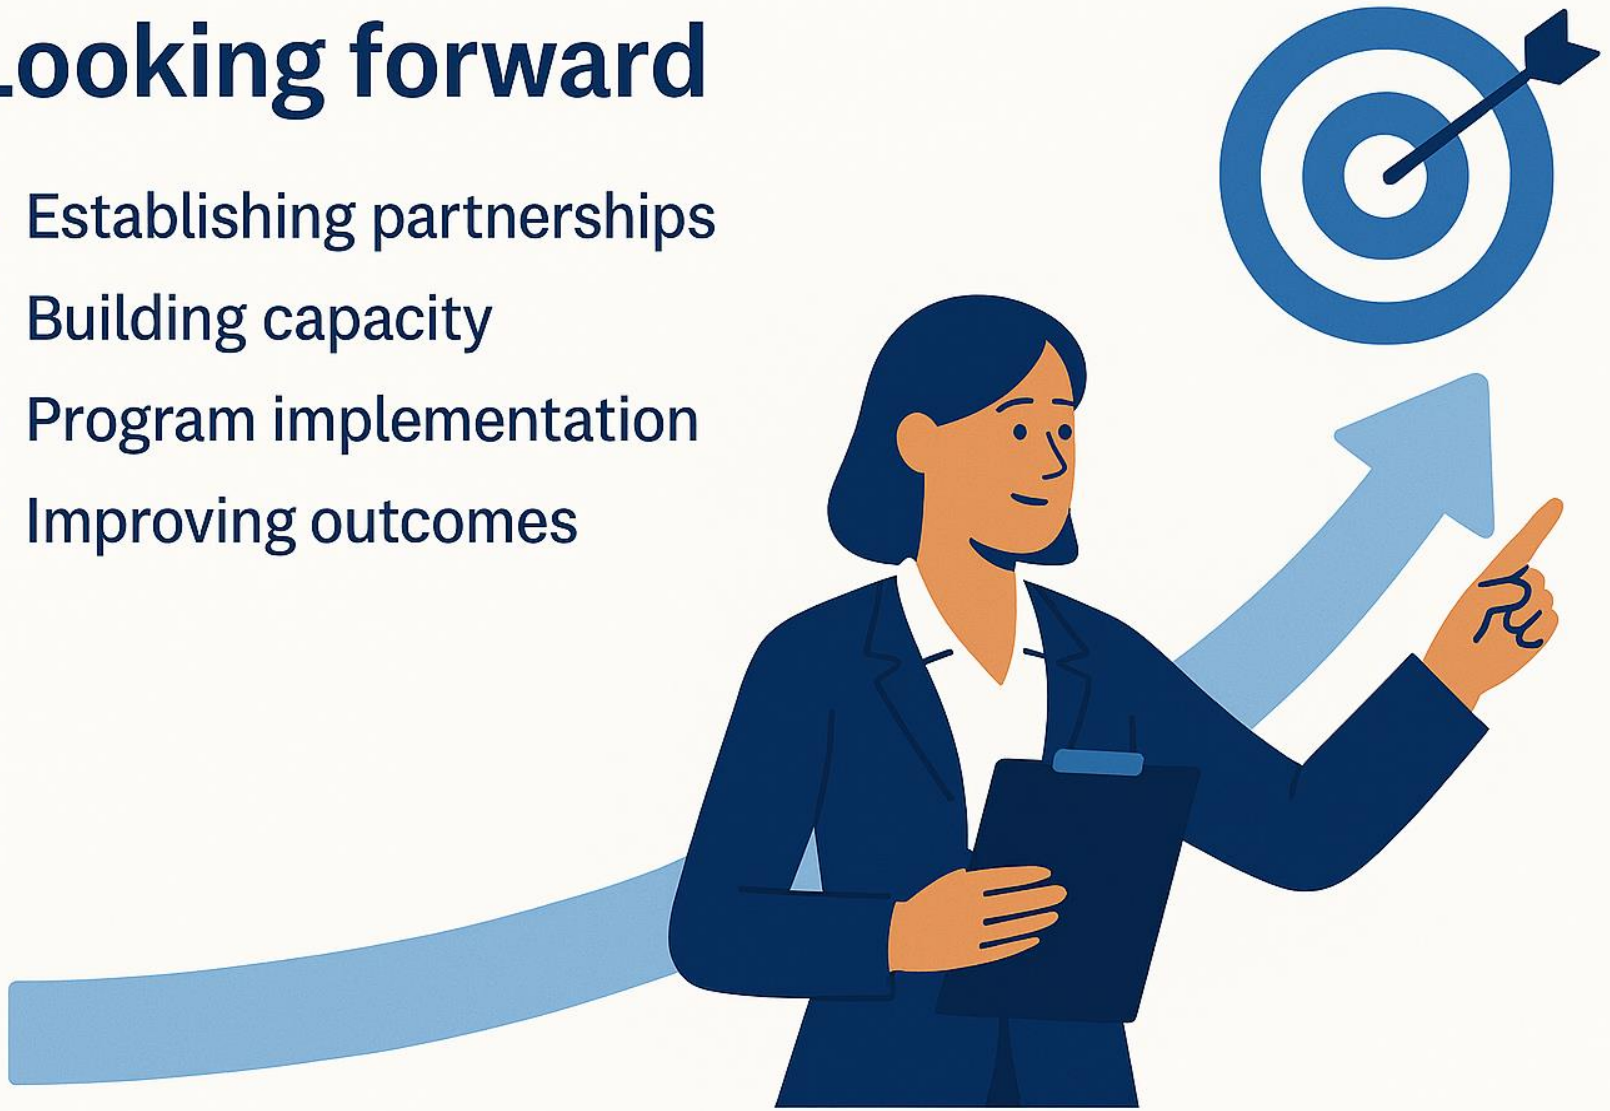 Looking forward
Establishing partnerships
Building capacity
Program implementation
Improving outcomes